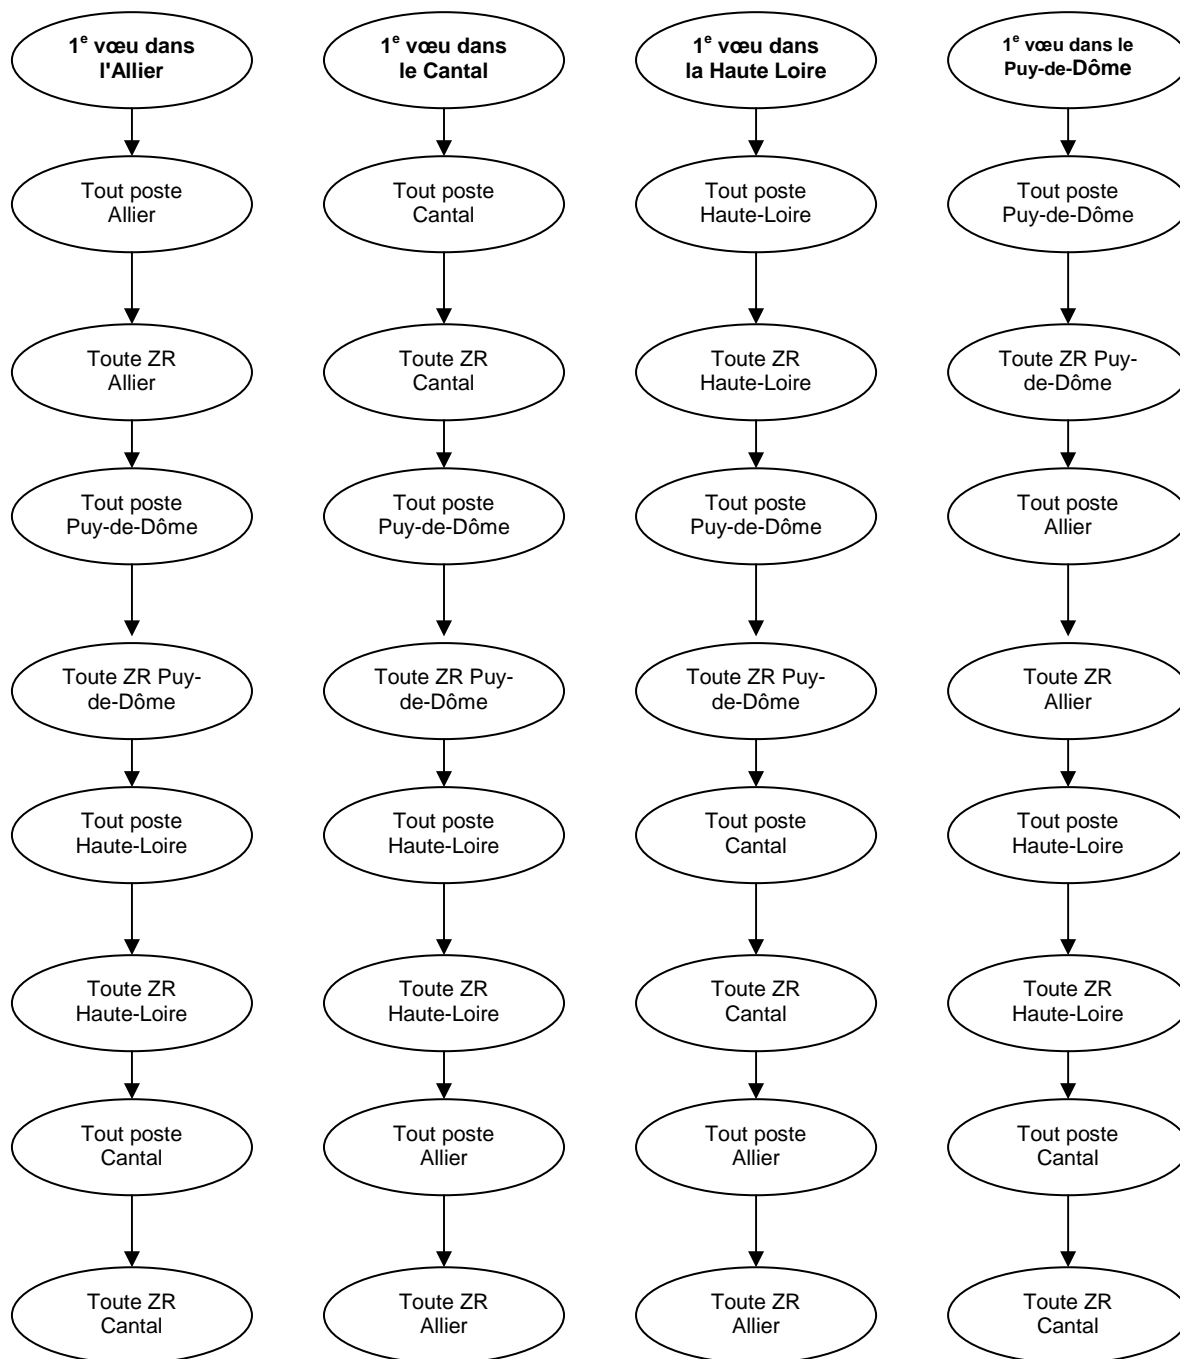 1e vœu dans
l'Allier
Tout poste
Allier
Toute ZR
Allier
Tout poste
Puy-de-Dôme
Toute ZR Puy-
de-Dôme
Tout poste
Haute-Loire
Toute ZR
Haute-Loire
Tout poste
Cantal
Toute ZR
Cantal
1e vœu dans
le Cantal
Tout poste
Cantal
Toute ZR
Cantal
Tout poste
Puy-de-Dôme
Toute ZR Puy-
de-Dôme
Tout poste
Haute-Loire
Toute ZR
Haute-Loire
Tout poste
Allier
Toute ZR
Allier
1e vœu dans
la Haute Loire
Tout poste
Haute-Loire
Toute ZR
Haute-Loire
Tout poste
Puy-de-Dôme
Toute ZR Puy-
de-Dôme
Tout poste
Cantal
Toute ZR
Cantal
Tout poste
Allier
Toute ZR
Allier
1e vœu dans le
Puy-de-Dôme
Tout poste
Puy-de-Dôme
Toute ZR Puy-
de-Dôme
Tout poste
Allier
Toute ZR
Allier
Tout poste
Haute-Loire
Toute ZR
Haute-Loire
Tout poste
Cantal
Toute ZR
Cantal